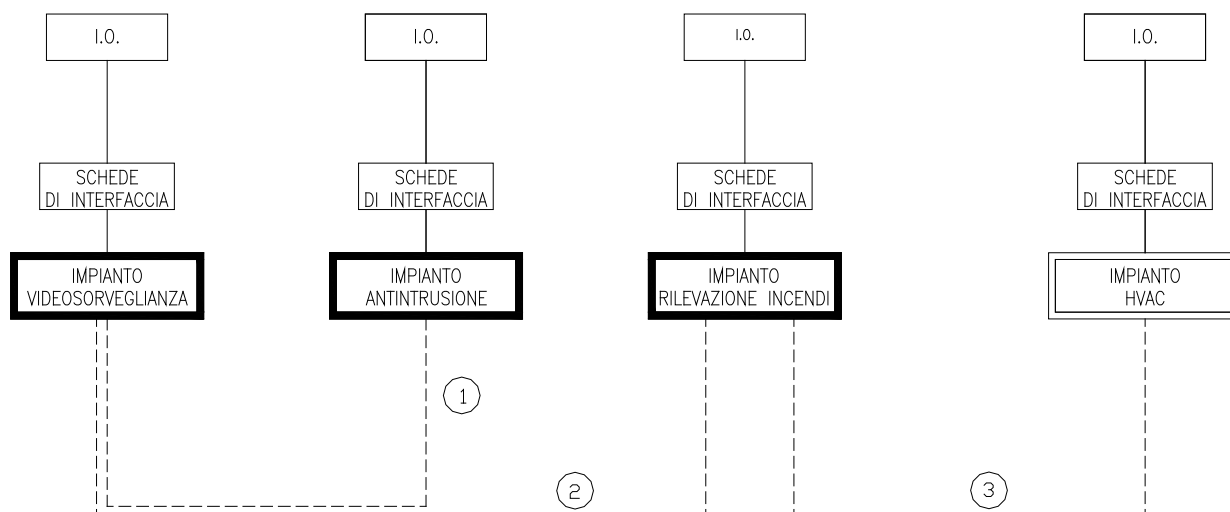 I.O.
I.O.
I.O.
I.O.
SCHEDE
DI INTERFACCIA
SCHEDE
DI INTERFACCIA
SCHEDE
DI INTERFACCIA
SCHEDE
DI INTERFACCIA
IMPIANTO
VIDEOSORVEGLIANZA
IMPIANTO
ANTINTRUSIONE
IMPIANTO
RILEVAZIONE INCENDI
IMPIANTO
HVAC
1
2
3